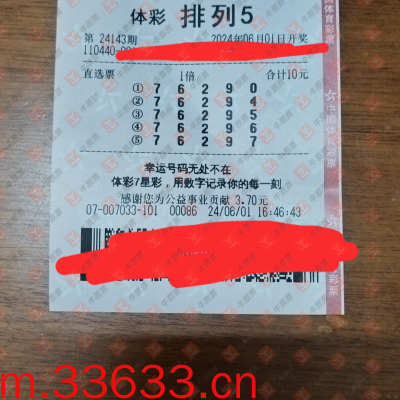 体彩 排列5
第 24143期 2024年06月01日开奖
110440-
直选票 1倍 合计10元
① 7 6 2 9 0
② 7 6 2 9 4
③ 7 6 2 9 5
④ 7 6 2 9 6
⑤ 7 6 2 9 7
幸运号码无处不在
体彩7星彩，用数字记录你的每一刻
感谢您为公益事业贡献 3.70元
07-007033-101 00086 24/06/01 16:46:43
m.33633.cn